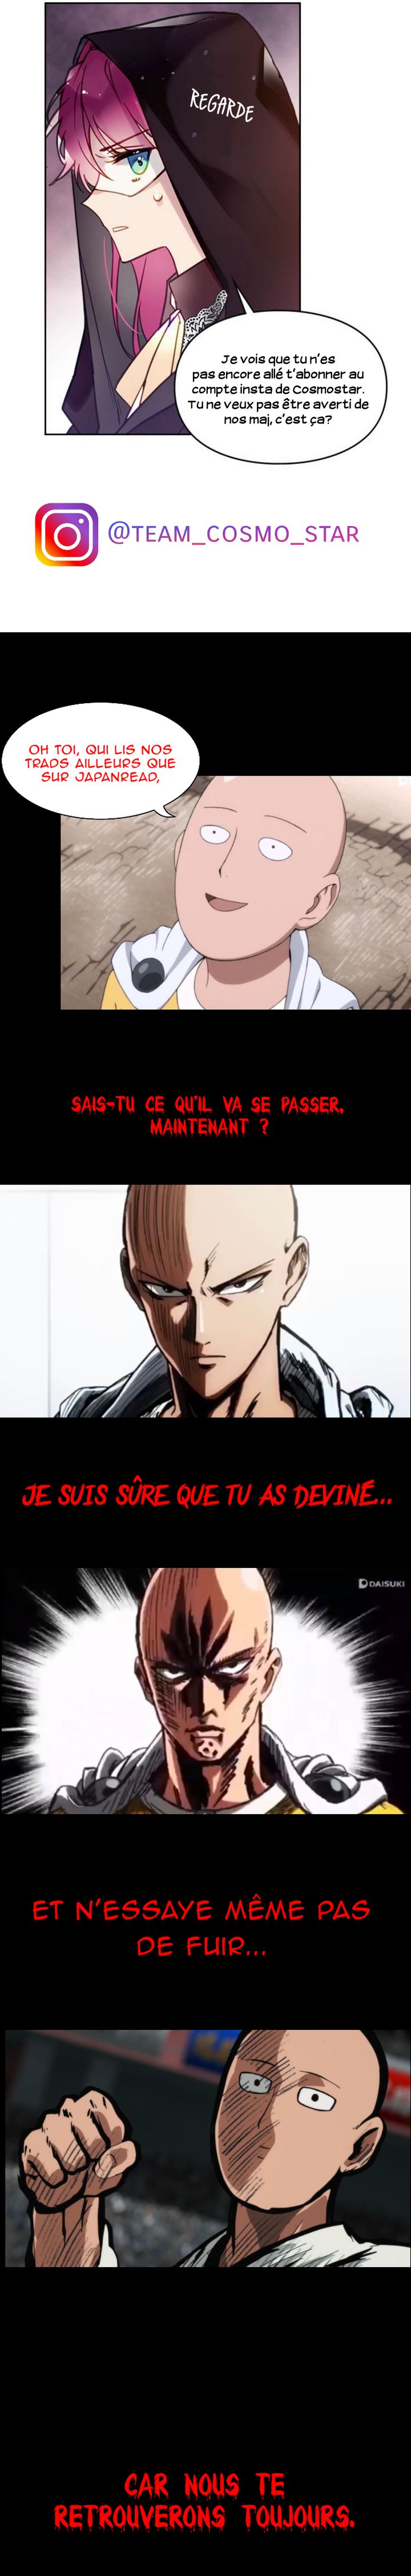 REGARDE
Je vois que tu n'es
pas encore allé t'abonner au
compte insta de Cosmostar.
Tu ne veux pas être averti de
nos maj, c'est ça?
@TEAM_COSMO_STAR
OH TOI, QUI LIS NOS
TRADS AILLEURS QUE
SUR JAPANREAD,
SAIS-TU CE QU'IL VA SE PASSER,
MAINTENANT ?
JE SUIS SÛRE QUE TU AS DEVINÉ...
DAISUKI
ET N'ESSAYE MÊME PAS
DE FUIR...
CAR NOUS TE
RETROUVERONS TOUJOURS.